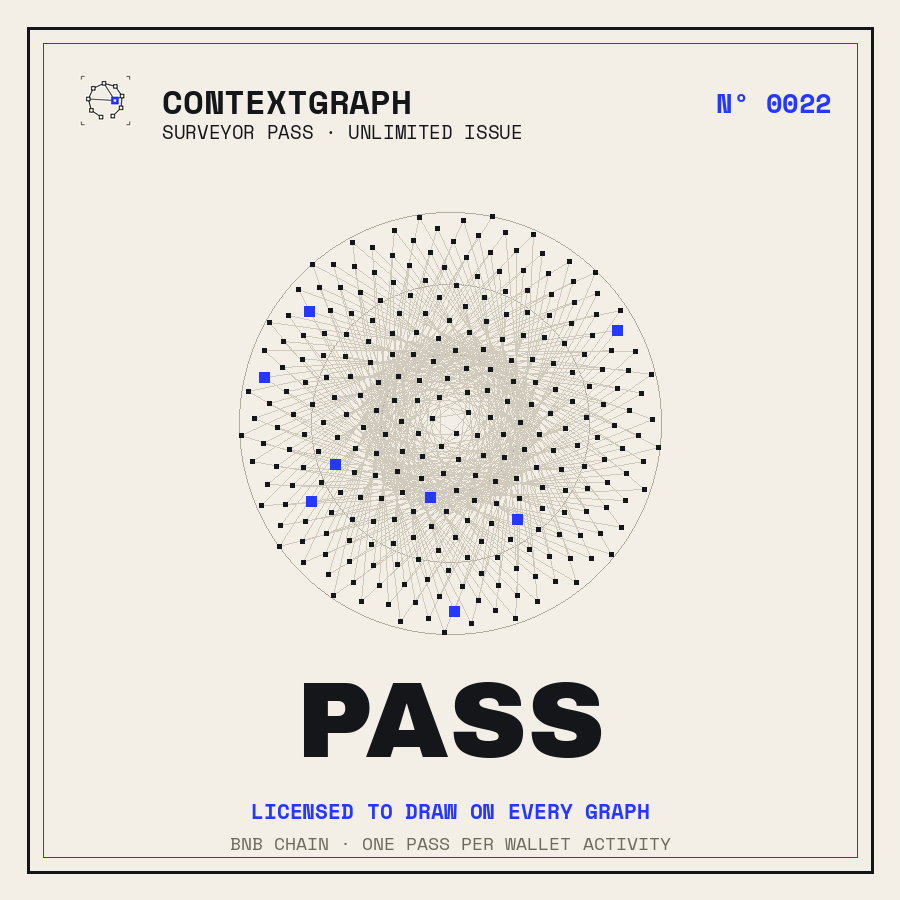 CONTEXTGRAPH
N° 0022
SURVEYOR PASS · UNLIMITED ISSUE
PASS
LICENSED TO DRAW ON EVERY GRAPH
BNB CHAIN · ONE PASS PER WALLET ACTIVITY